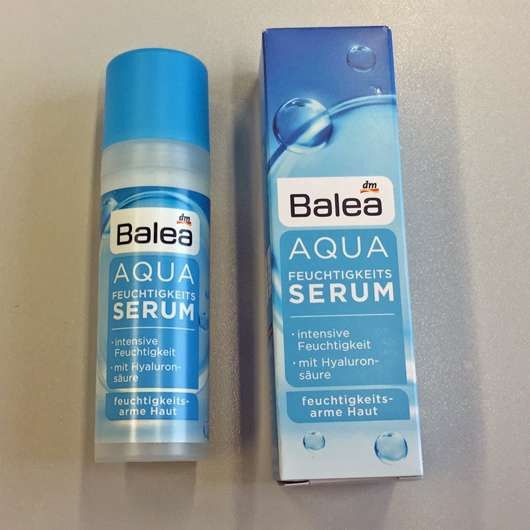 dm
Balea
AQUA
FEUCHTIGKEITS
SERUM
· intensive
Feuchtigkeit
· mit Hyaluron-
säure
feuchtigkeits-
arme Haut
dm
Balea
AQUA
FEUCHTIGKEITS
SERUM
· intensive
Feuchtigkeit
· mit Hyaluron-
säure
feuchtigkeits-
arme Haut